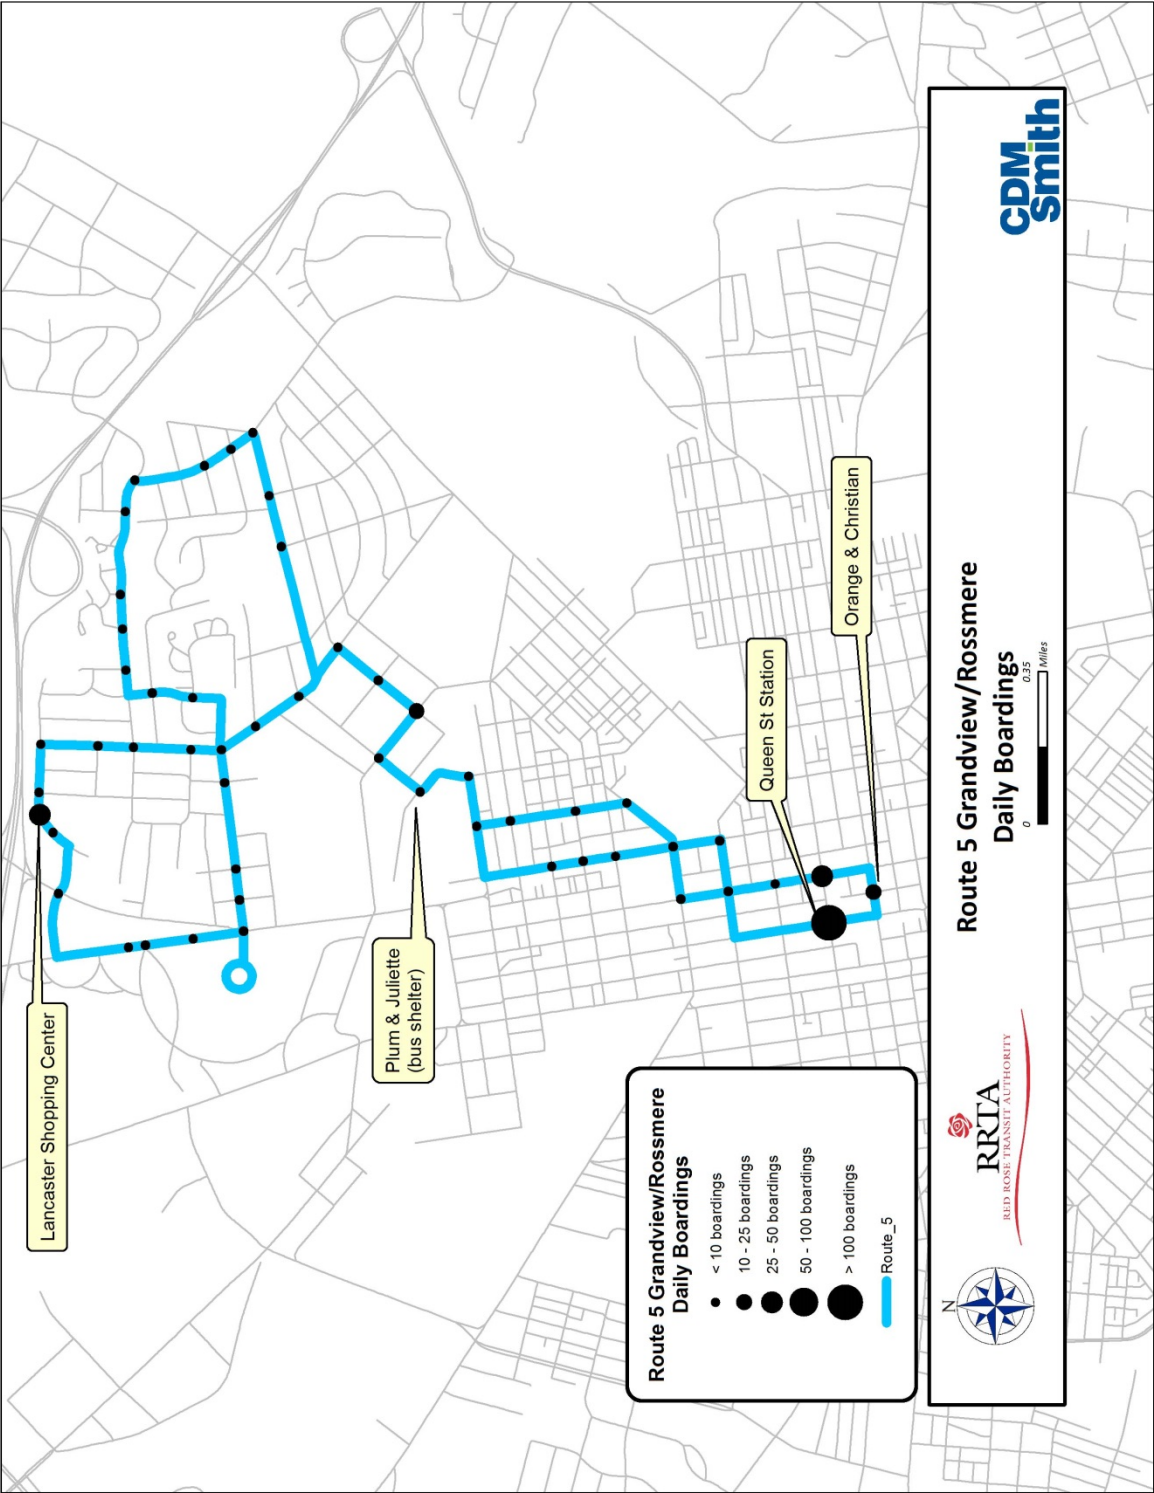 Lancaster Shopping Center
Plum & Juliette
(bus shelter)
Queen St Station
Orange & Christian
Route 5 Grandview/Rossmere
Daily Boardings
< 10 boardings
10 - 25 boardings
25 - 50 boardings
50 - 100 boardings
> 100 boardings
Route_5
N
RRTA
RED ROSE TRANSIT AUTHORITY
Route 5 Grandview/Rossmere
Daily Boardings
0 0.35
Miles
CDM
Smith